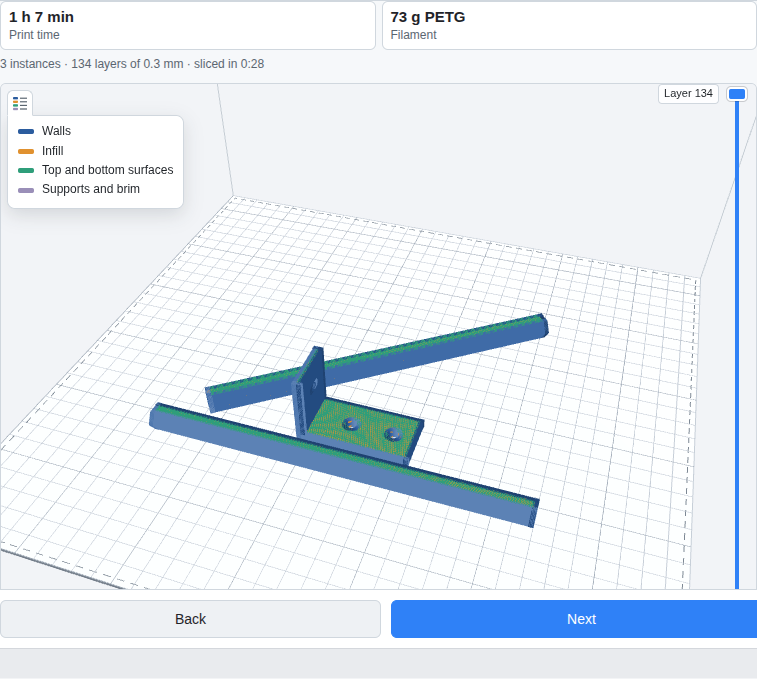 1 h 7 min
Print time
73 g PETG
Filament
3 instances · 134 layers of 0.3 mm · sliced in 0:28
Layer 134
Walls
Infill
Top and bottom surfaces
Supports and brim
Back
Next